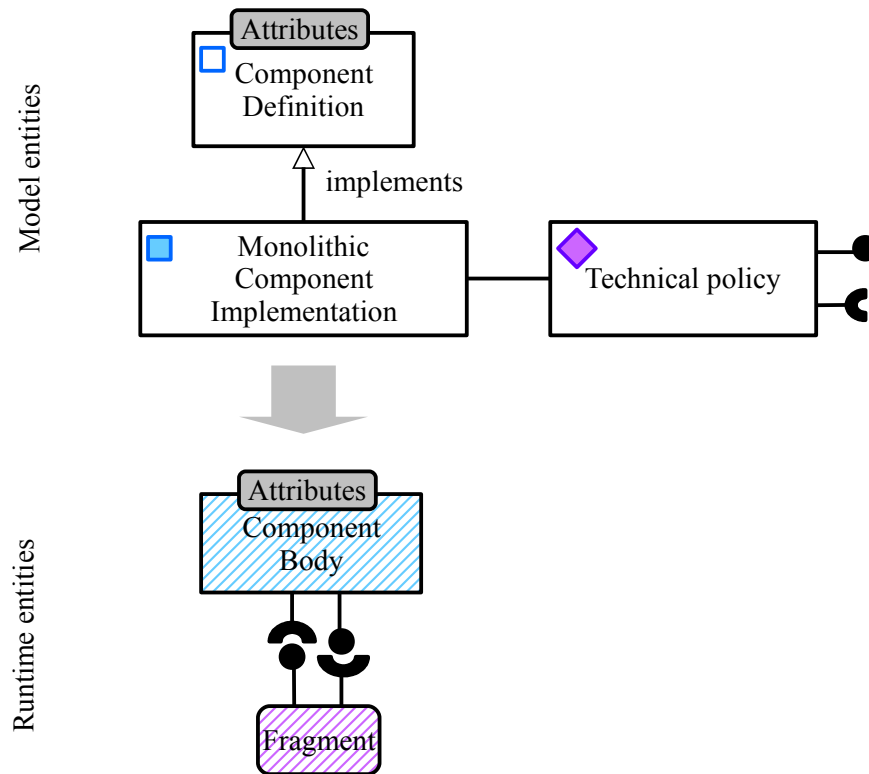 Model entities
Attributes
Component
Definition
implements
Monolithic
Component
Implementation
Technical policy
Runtime entities
Attributes
Component
Body
Fragment